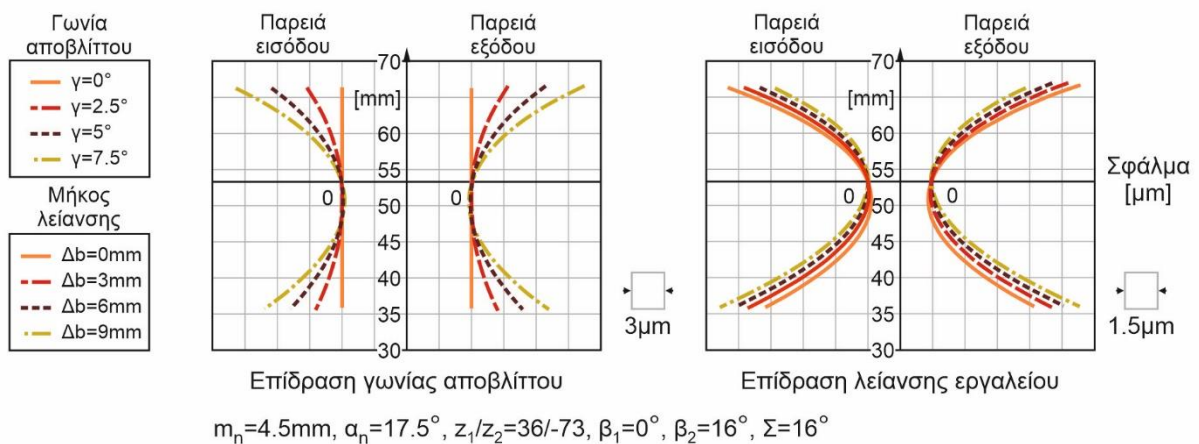 Γωνία
αποβλίττου
γ=0°
γ=2.5°
γ=5°
γ=7.5°
Μήκος
λείανσης
Δb=0mm
Δb=3mm
Δb=6mm
Δb=9mm
Παρειά
εισόδου
Παρειά
εξόδου
70
[mm]
60
55
50
45
40
35
30
0
0
3μm
Επίδραση γωνίας αποβλίττου
Παρειά
εισόδου
Παρειά
εξόδου
70
[mm]
60
55
50
45
40
35
30
0
0
Σφάλμα
[μm]
1.5μm
Επίδραση λείανσης εργαλείου
mn=4.5mm, αn=17.5°, z1/z2=36/-73, β1=0°, β2=16°, Σ=16°